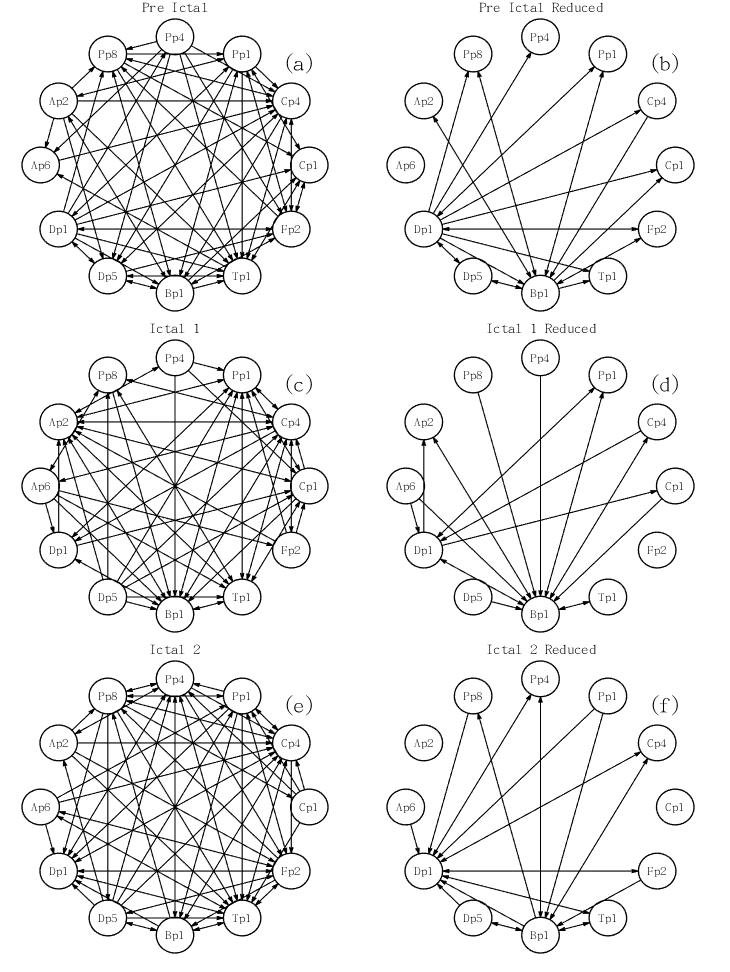 Pre Ictal
Pre Ictal Reduced
Pp4
Pp8
Pp1
(a)
Ap2
Cp4
Ap6
Cp1
Dp1
Fp2
Dp5
Tp1
Bp1
Pp4
Pp8
Pp1
(b)
Ap2
Cp4
Ap6
Cp1
Dp1
Fp2
Dp5
Tp1
Bp1
Ictal 1
Ictal 1 Reduced
Pp4
Pp8
Pp1
(c)
Ap2
Cp4
Ap6
Cp1
Dp1
Fp2
Dp5
Tp1
Bp1
Pp4
Pp8
Pp1
(d)
Ap2
Cp4
Ap6
Cp1
Dp1
Fp2
Dp5
Tp1
Bp1
Ictal 2
Ictal 2 Reduced
Pp4
Pp8
Pp1
(e)
Ap2
Cp4
Ap6
Cp1
Dp1
Fp2
Dp5
Tp1
Bp1
Pp4
Pp8
Pp1
(f)
Ap2
Cp4
Ap6
Cp1
Dp1
Fp2
Dp5
Tp1
Bp1